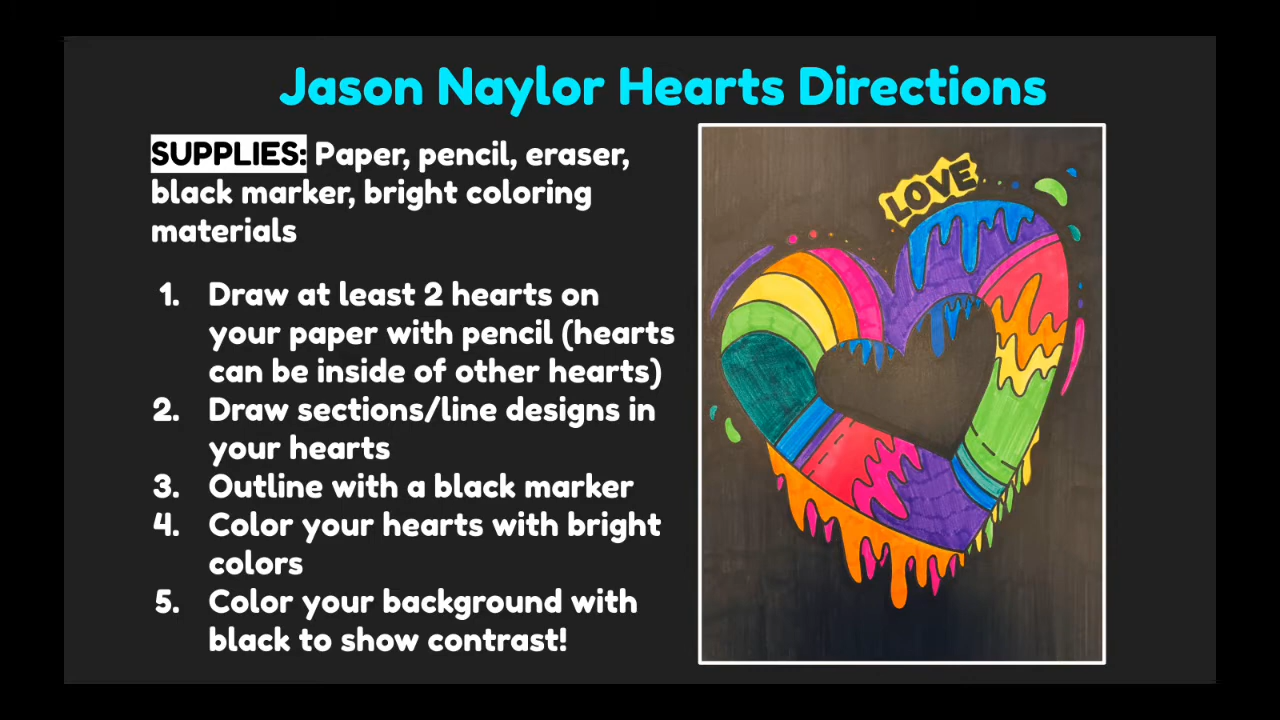 Jason Naylor Hearts Directions
SUPPLIES: Paper, pencil, eraser,
black marker, bright coloring
materials
1. Draw at least 2 hearts on
your paper with pencil (hearts
can be inside of other hearts)
2. Draw sections/line designs in
your hearts
3. Outline with a black marker
4. Color your hearts with bright
colors
5. Color your background with
black to show contrast!
LOVE